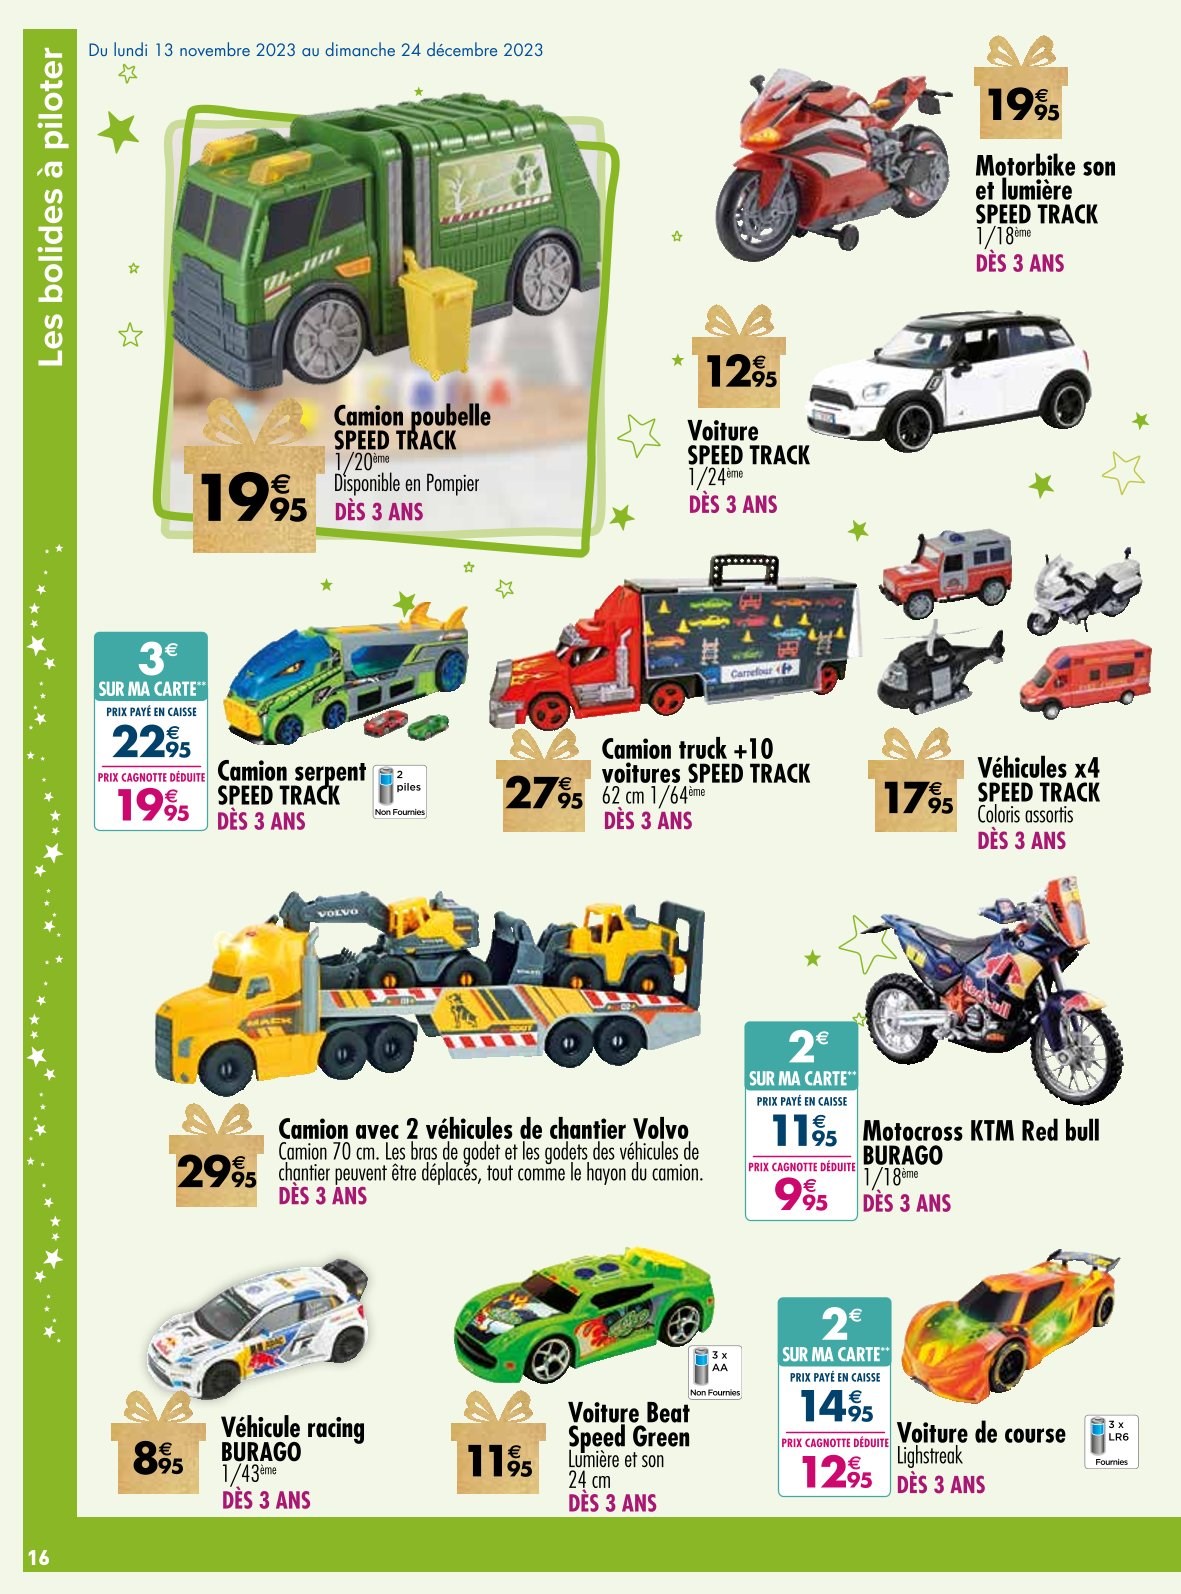 Du lundi 13 novembre 2023 au dimanche 24 décembre 2023
Les bolides à piloter
19€95
Camion poubelle
SPEED TRACK
1/20ème
Disponible en Pompier
DÈS 3 ANS
19€95
Motorbike son
et lumière
SPEED TRACK
1/18ème
DÈS 3 ANS
12€95
Voiture
SPEED TRACK
1/24ème
DÈS 3 ANS
3€
SUR MA CARTE**
PRIX PAYÉ EN CAISSE
22€95
PRIX CAGNOTTE DÉDUITE
19€95
Camion serpent
SPEED TRACK
DÈS 3 ANS
2
piles
Non Fournies
Carrefour
27€95
Camion truck +10
voitures SPEED TRACK
62 cm 1/64ème
DÈS 3 ANS
17€95
Véhicules x4
SPEED TRACK
Coloris assortis
DÈS 3 ANS
VOLVO
MACK
29€95
Camion avec 2 véhicules de chantier Volvo
Camion 70 cm. Les bras de godet et les godets des véhicules de
chantier peuvent être déplacés, tout comme le hayon du camion.
DÈS 3 ANS
Red Bull
2€
SUR MA CARTE**
PRIX PAYÉ EN CAISSE
11€95
PRIX CAGNOTTE DÉDUITE
9€95
Motocross KTM Red bull
BURAGO
1/18ème
DÈS 3 ANS
8€95
Véhicule racing
BURAGO
1/43ème
DÈS 3 ANS
11€95
Voiture Beat
Speed Green
Lumière et son
24 cm
DÈS 3 ANS
3 x
AA
Non Fournies
2€
SUR MA CARTE**
PRIX PAYÉ EN CAISSE
14€95
PRIX CAGNOTTE DÉDUITE
12€95
Voiture de course
Lighstreak
DÈS 3 ANS
3 x
LR6
Fournies
16